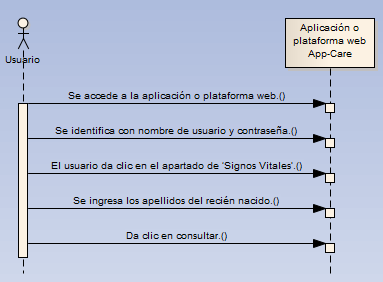 Aplicación o
plataforma web
App-Care
Usuario
Se accede a la aplicación o plataforma web.()
Se identifica con nombre de usuario y contraseña.()
El usuario da clic en el apartado de 'Signos Vitales'.()
Se ingresa los apellidos del recién nacido.()
Da clic en consultar.()